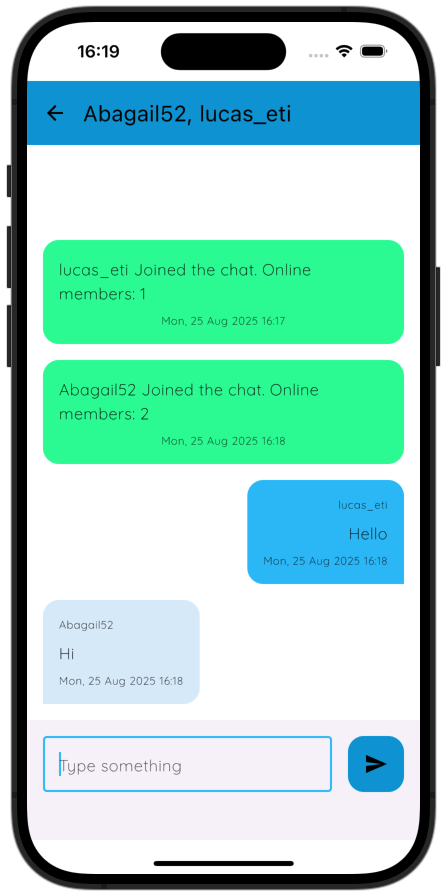 16:19
Abagail52, lucas_eti
lucas_eti Joined the chat. Online
members: 1
Mon, 25 Aug 2025 16:17
Abagail52 Joined the chat. Online
members: 2
Mon, 25 Aug 2025 16:18
lucas_eti
Hello
Mon, 25 Aug 2025 16:18
Abagail52
Hi
Mon, 25 Aug 2025 16:18
Type something